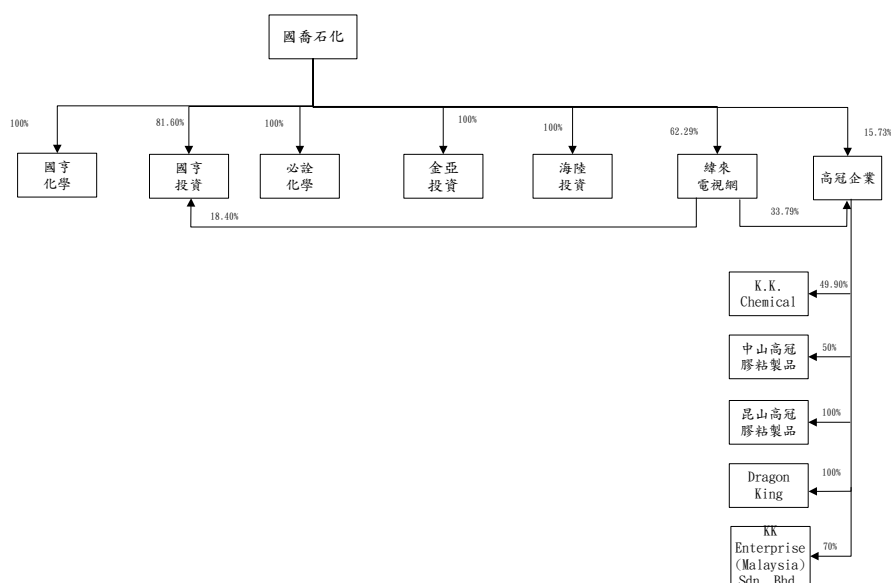 國喬石化
100%
81.60%
100%
100%
100%
62.29%
15.73%
國亨
化學
國亨
投資
必詮
化學
金亞
投資
海陸
投資
緯來
電視網
高冠企業
18.40%
33.79%
K.K.
Chemical
49.90%
中山高冠
膠粘製品
50%
昆山高冠
膠粘製品
100%
Dragon
King
100%
KK
Enterprise
(Malaysia)
Sdn. Bhd.
70%